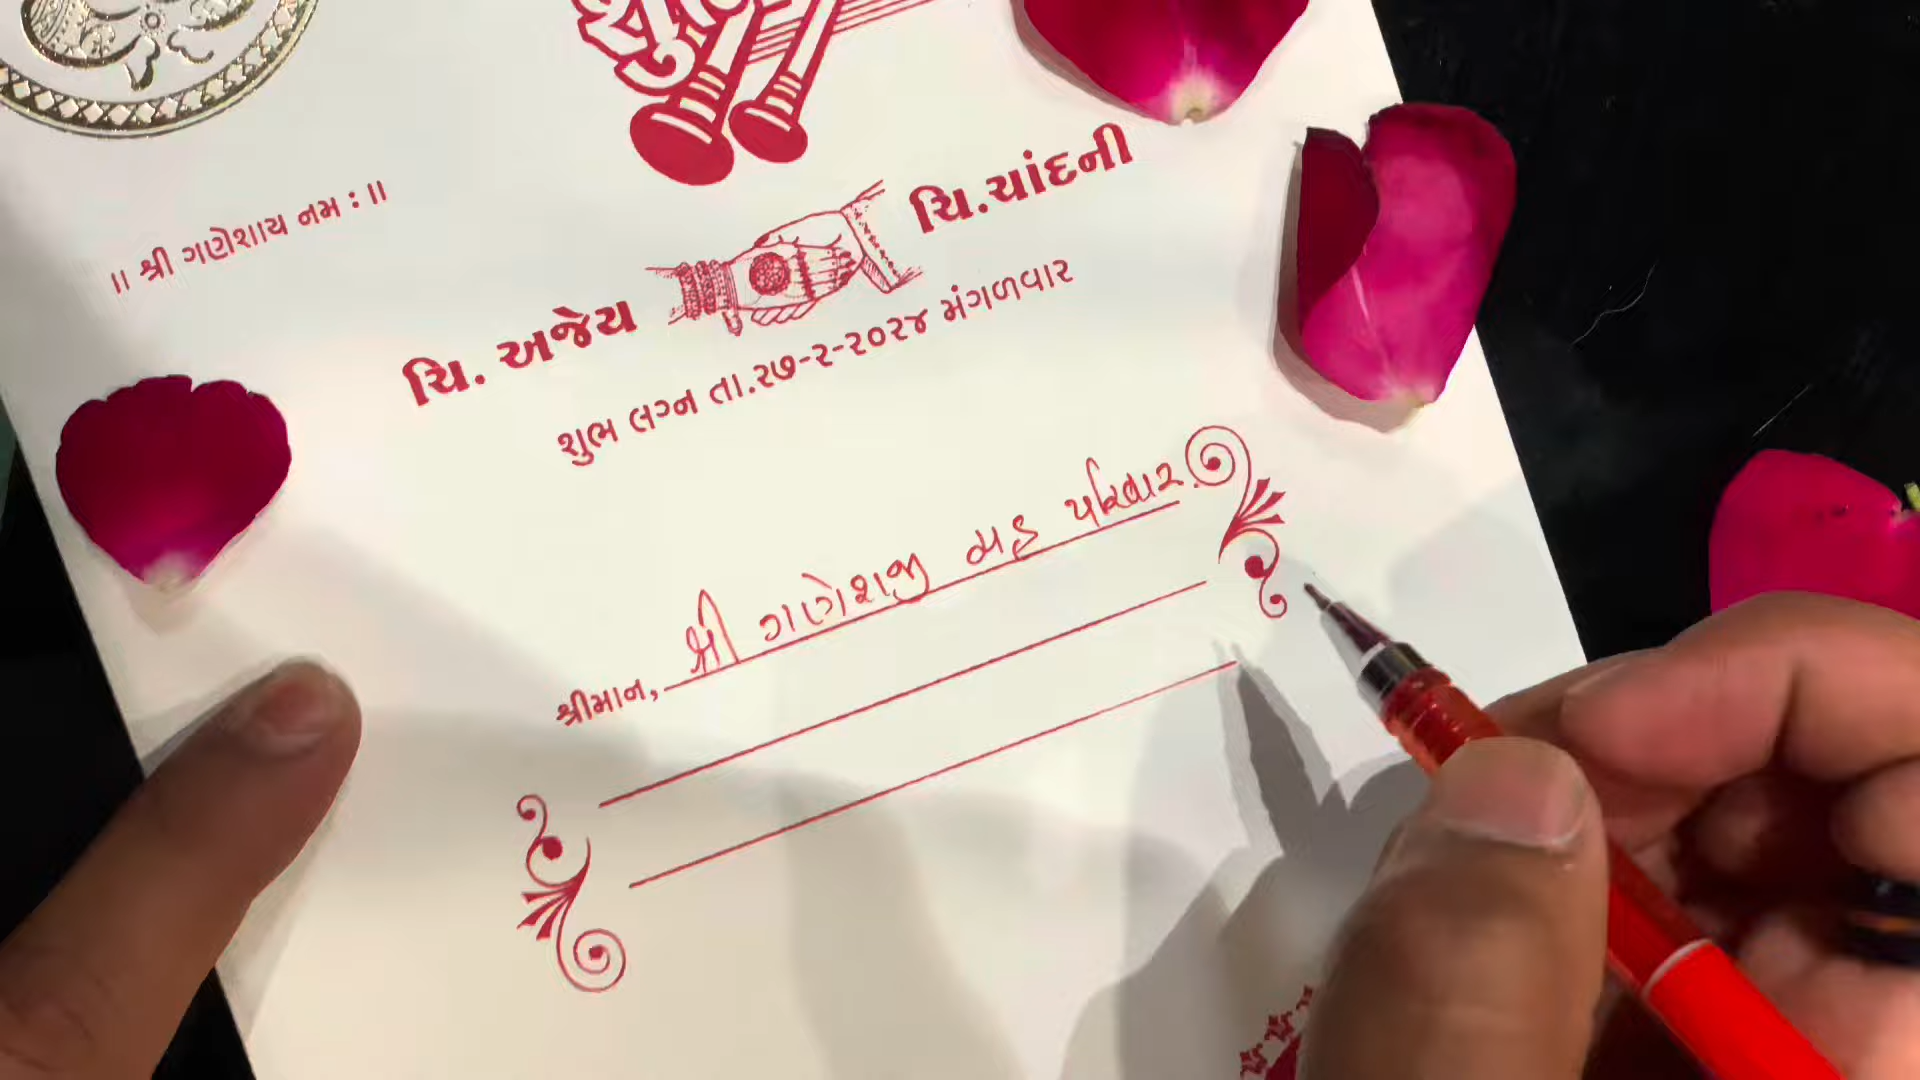 ॥ શ્રી ગણેશાય નમઃ ॥
ચિ. અજેય ચિ.ચાંદની
શુભ લગ્ન તા.૨૭-૨-૨૦૨૪ મંગળવાર
શ્રીમાન, શ્રી ગણેશજી સહ પરિવાર.